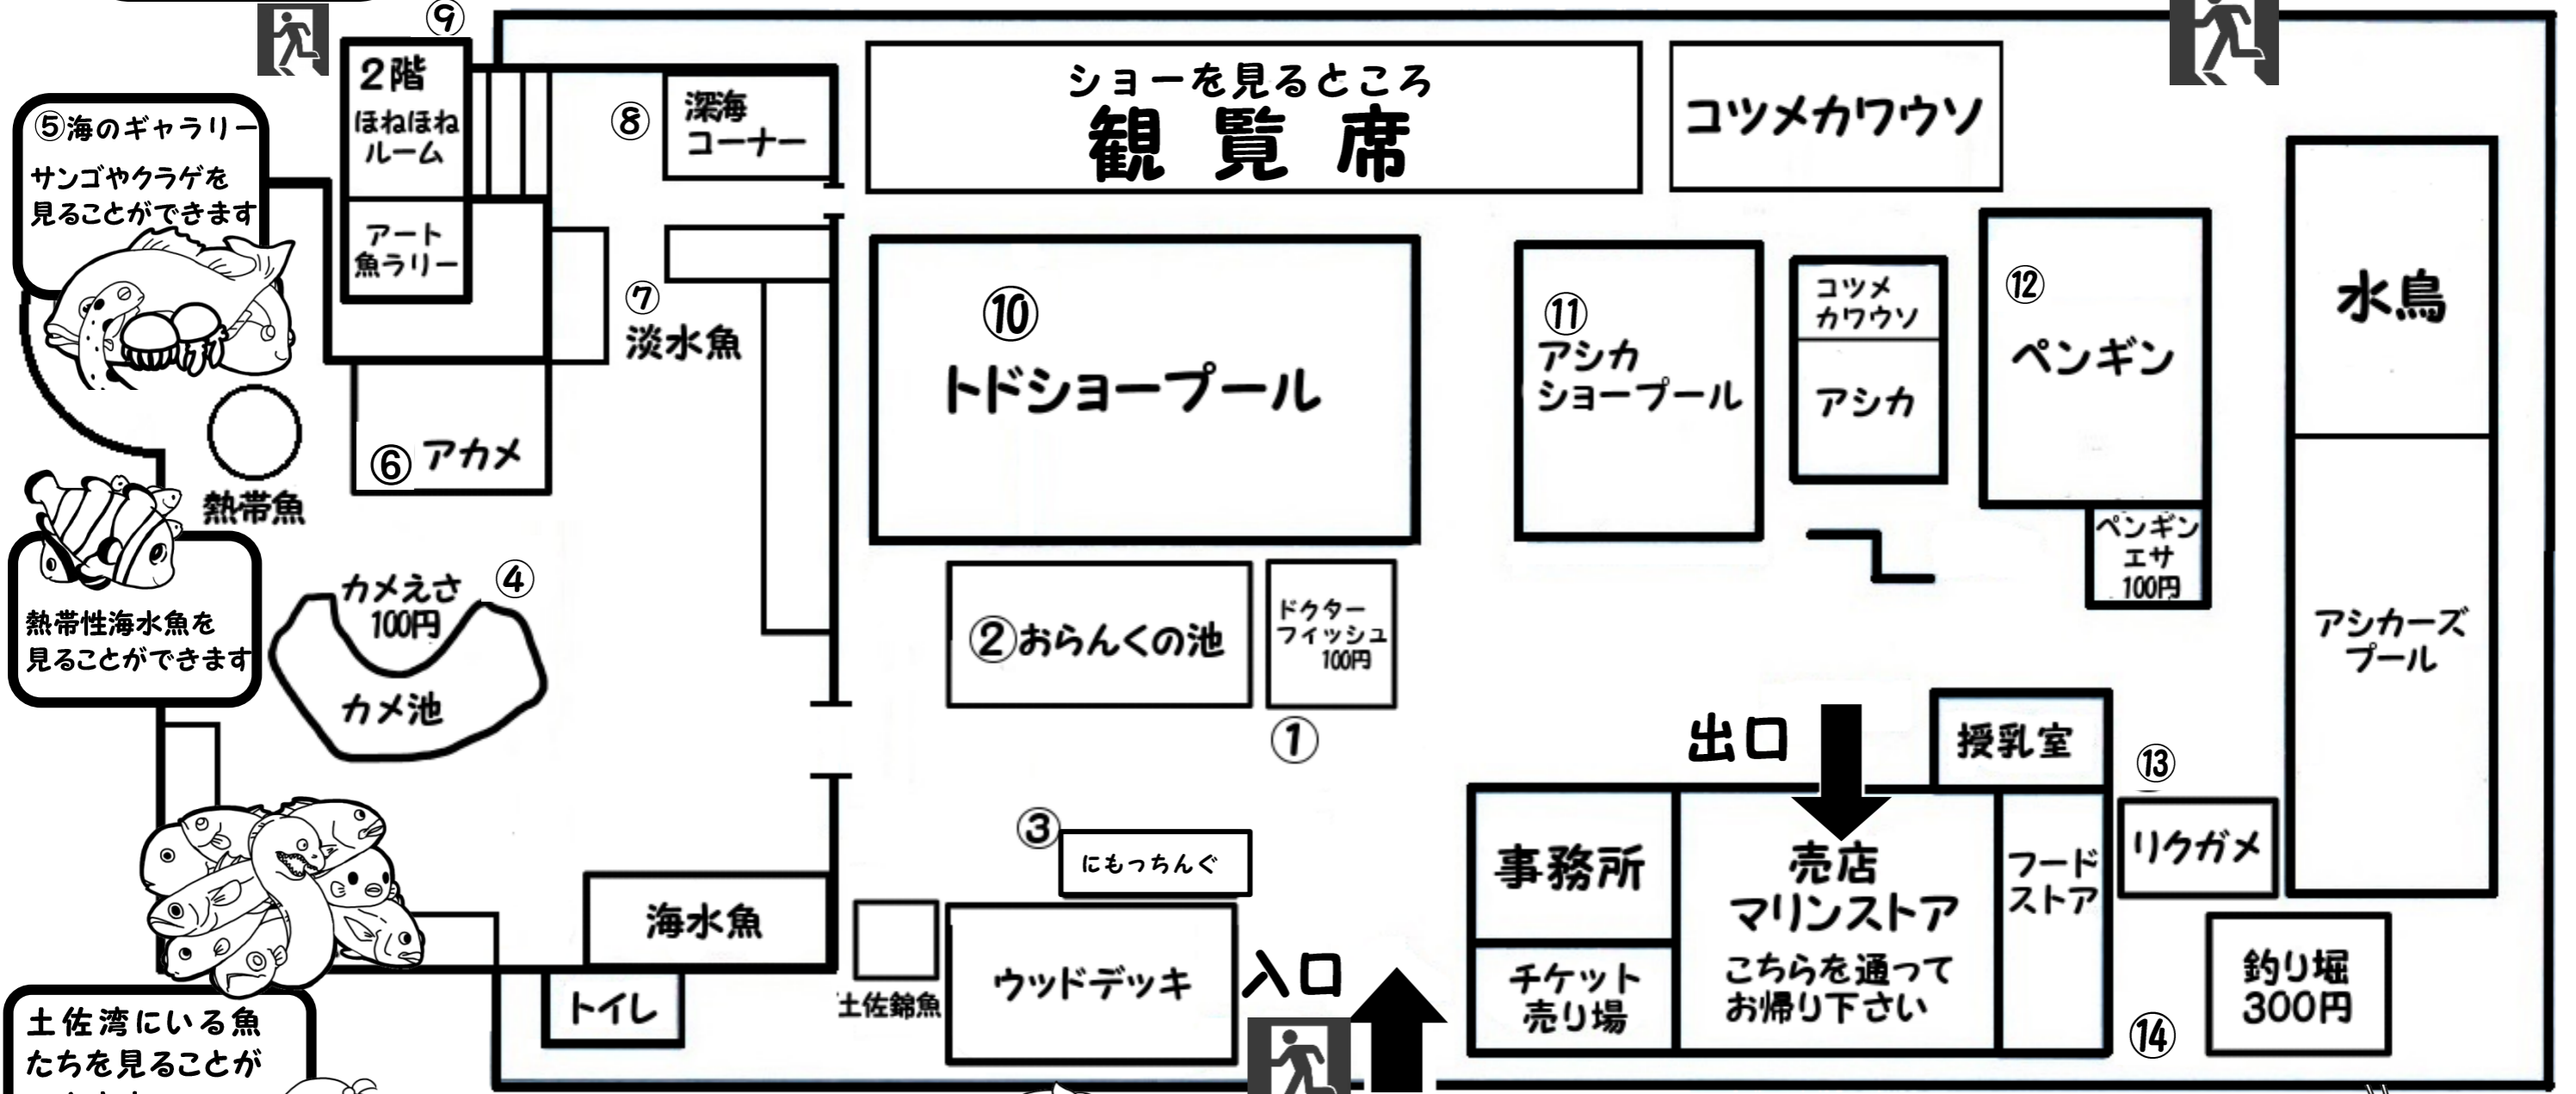 ⑨
2階
ほねほね
ルーム
アート
魚ラリー
⑤海のギャラリー
サンゴやクラゲを
見ることができます
⑧
深海
コーナー
ショーを見るところ
観覧席
コツメカワウソ
⑦
淡水魚
⑥アカメ
熱帯魚
熱帯性海水魚を
見ることができます
カメえさ
100円
④
カメ池
⑩
トドショープール
⑪
アシカ
ショープール
コツメ
カワウソ
アシカ
⑫
ペンギン
ペンギン
エサ
100円
水鳥
アシカーズ
プール
②おらんくの池
ドクター
フィッシュ
100円
①
③
にもっちんぐ
ウッドデッキ
海水魚
トイレ
土佐錦魚
入口
出口
授乳室
事務所
チケット
売り場
売店
マリンストア
こちらを通って
お帰り下さい
フード
ストア
⑬
リクガメ
⑭
釣り堀
300円
土佐湾にいる魚
たちを見ることが